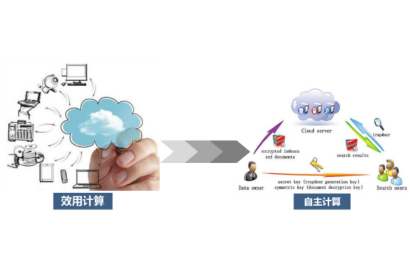 Cloud server
trapdoor
encrypted indexes
and documents
search results
Data owner
secret key (trapdoor generation key)
symmetric key (document decryption key)
Search users
效用计算
自主计算